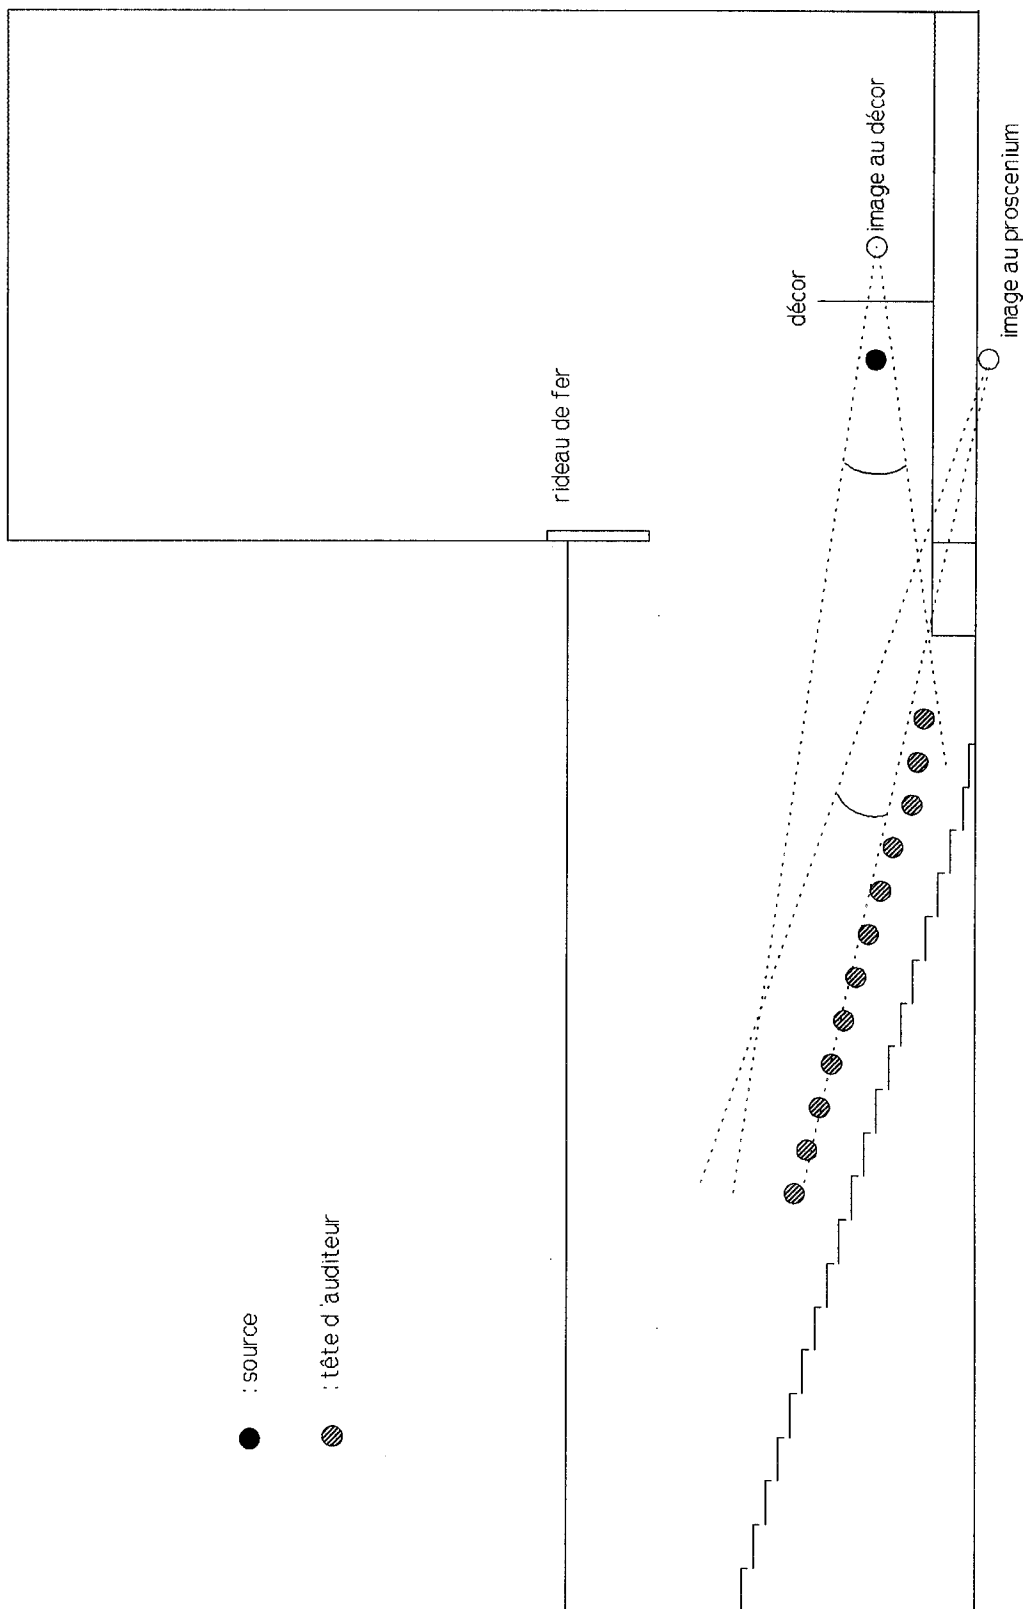 : source
: tête d'auditeur
rideau de fer
décor
image au décor
image au proscenium